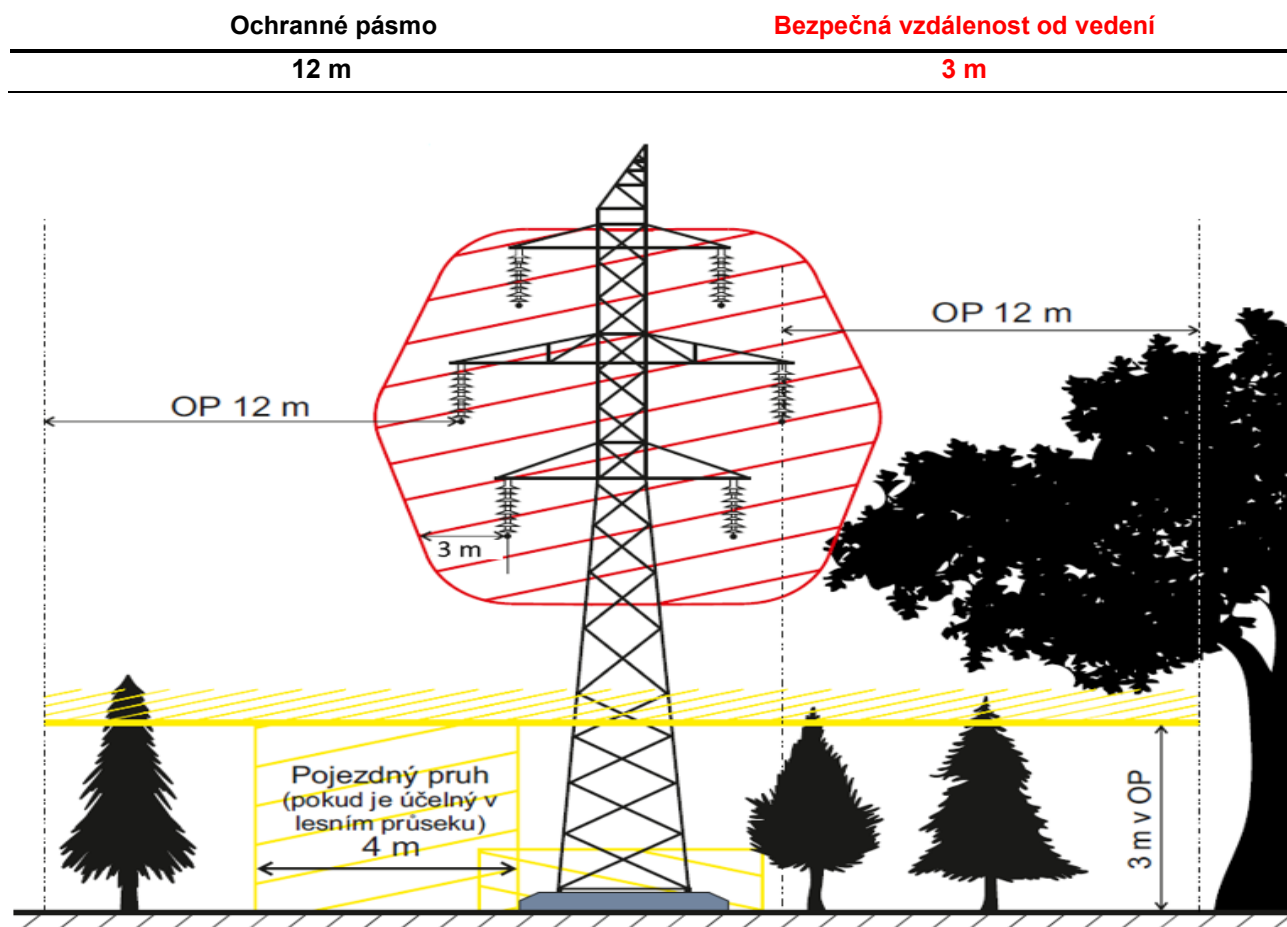 Ochranné pásmo
Bezpečná vzdálenost od vedení
12 m
3 m
OP 12 m
OP 12 m
3 m
Pojezdný pruh
(pokud je účelný v
lesním průseku)
4 m
3 m v OP